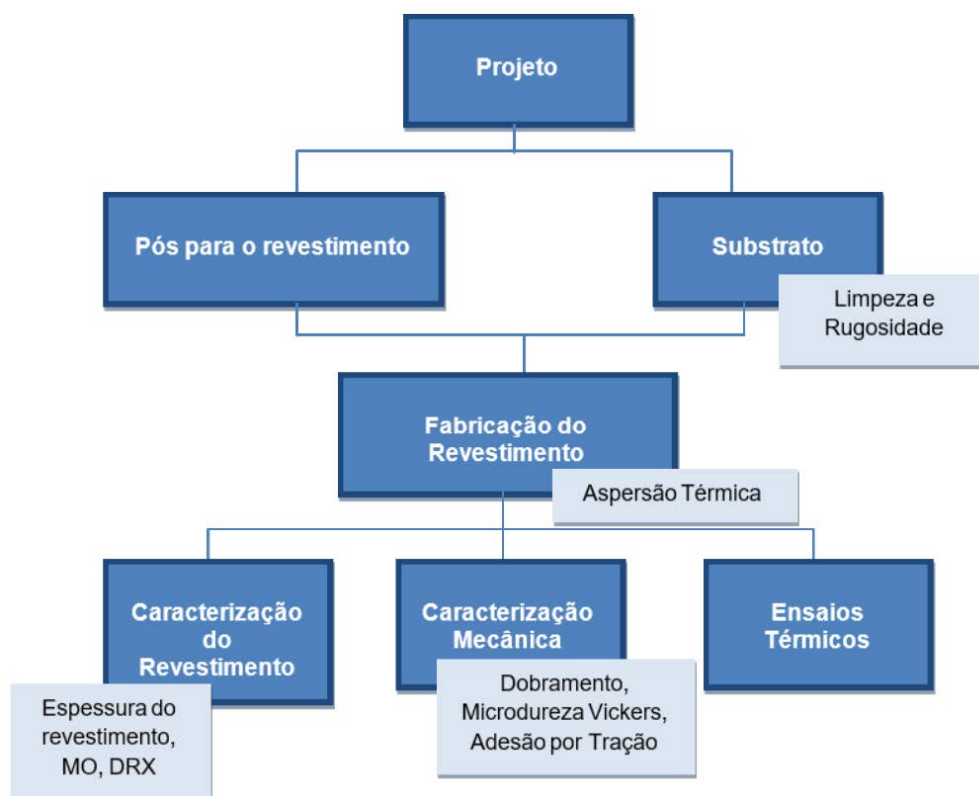 Projeto
Pós para o revestimento
Substrato
Limpeza e
Rugosidade
Fabricação do
Revestimento
Aspersão Térmica
Caracterização
do
Revestimento
Espessura do
revestimento,
MO, DRX
Caracterização
Mecânica
Dobramento,
Microdureza Vickers,
Adesão por Tração
Ensaios
Térmicos